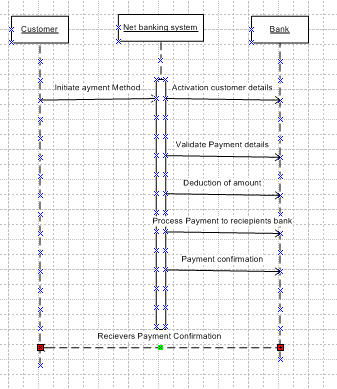 Customer
Net banking system
Bank
Initiate ayment Method
Activation customer details
Validate Payment details
Deduction of amount
Process Payment to reciepients bank
Payment confirmation
Recievers Payment Confirmation